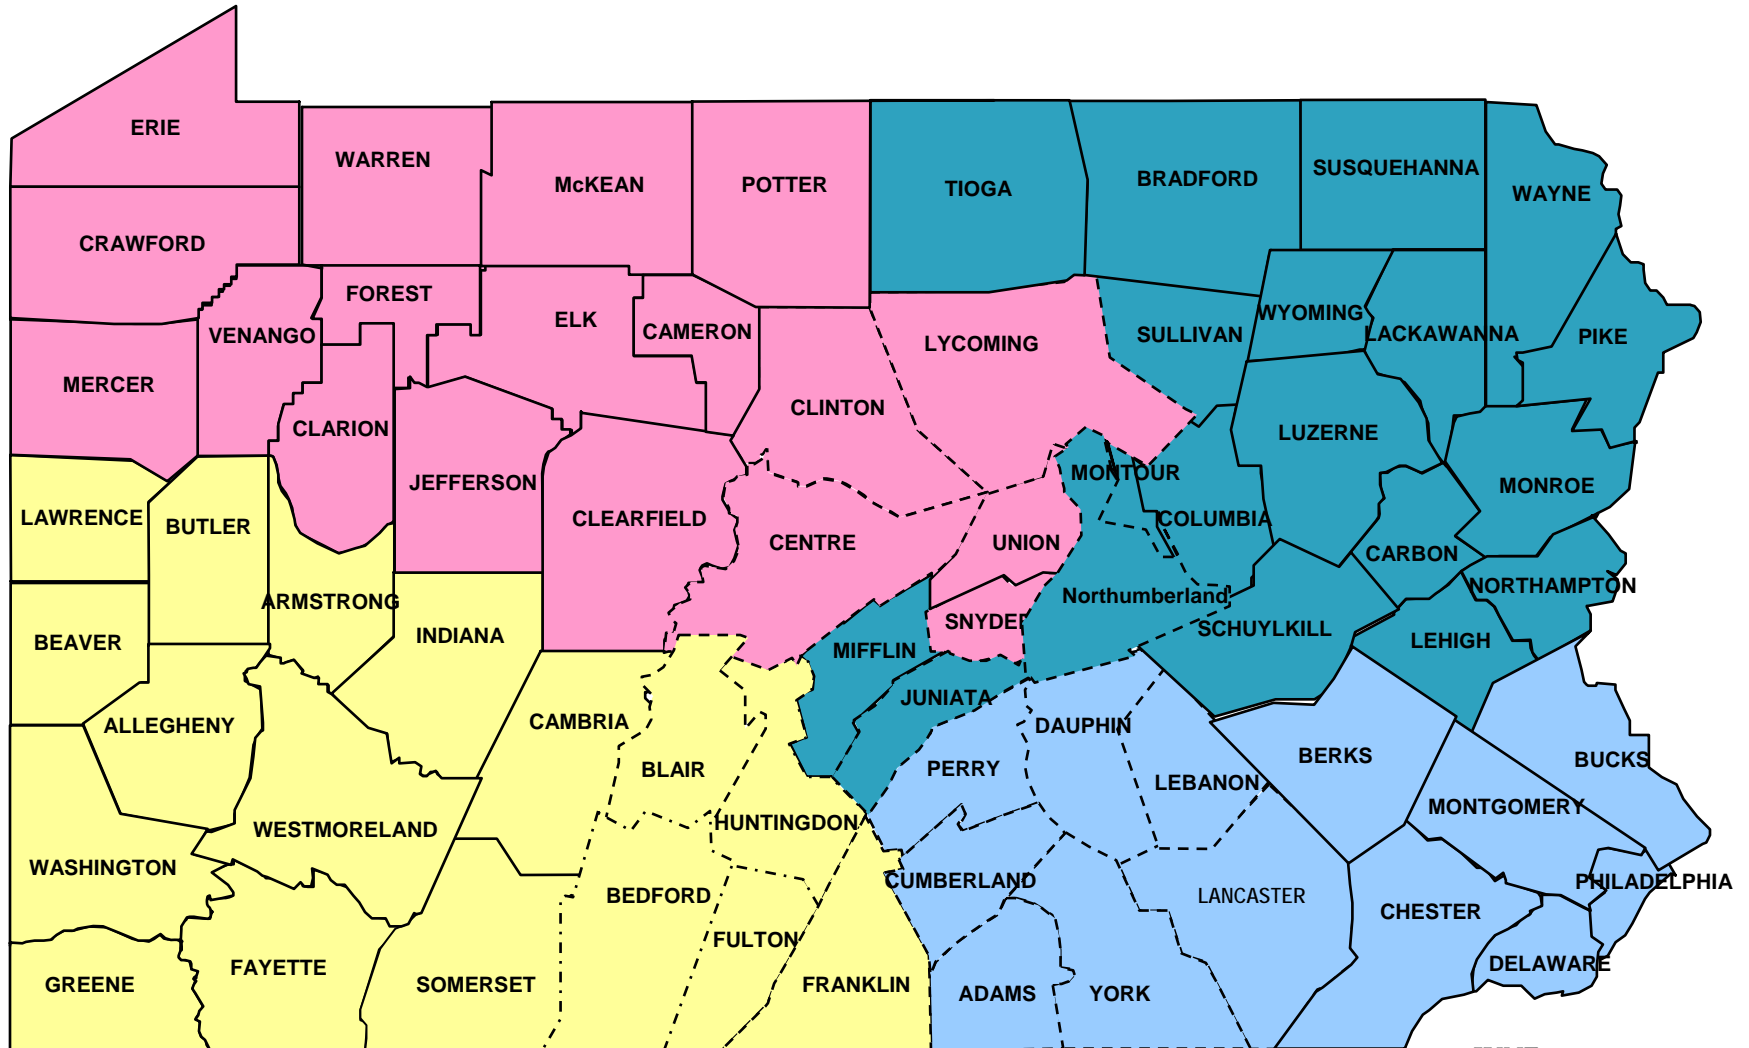 ERIE
WARREN
McKEAN
POTTER
TIOGA
BRADFORD
SUSQUEHANNA
WAYNE
CRAWFORD
FOREST
ELK
CAMERON
VENANGO
LYCOMING
SULLIVAN
WYOMING
LACKAWANNA
PIKE
MERCER
CLARION
CLINTON
LUZERNE
JEFFERSON
MONTOUR
MONROE
LAWRENCE
BUTLER
CLEARFIELD
CENTRE
UNION
COLUMBIA
CARBON
ARMSTRONG
Northumberland
NORTHAMPTON
BEAVER
INDIANA
MIFFLIN
SNYDER
SCHUYLKILL
LEHIGH
ALLEGHENY
CAMBRIA
JUNIATA
DAUPHIN
BLAIR
PERRY
LEBANON
BERKS
BUCKS
WESTMORELAND
HUNTINGDON
MONTGOMERY
WASHINGTON
BEDFORD
CUMBERLAND
LANCASTER
CHESTER
PHILADELPHIA
GREENE
FAYETTE
SOMERSET
FULTON
FRANKLIN
ADAMS
YORK
DELAWARE